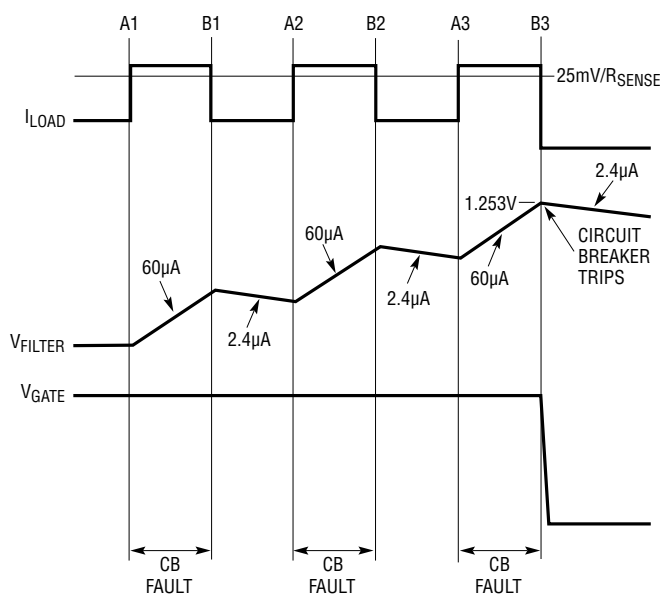 A1 B1 A2 B2 A3 B3
25mV/RSENSE
ILOAD
2.4µA
1.253V
60µA
CIRCUIT
BREAKER
TRIPS
60µA
2.4µA
60µA
2.4µA
VFILTER
VGATE
CB
FAULT
CB
FAULT
CB
FAULT